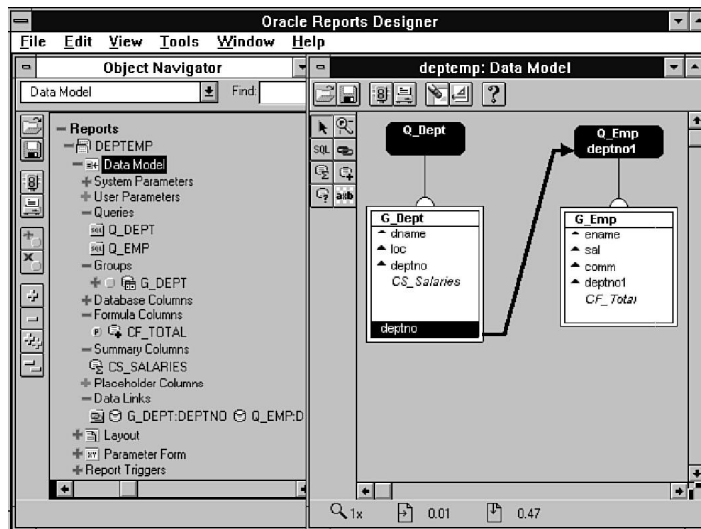 Oracle Reports Designer
File Edit View Tools Window Help
Object Navigator
Data Model Find:
Reports
DEPTEMP
Data Model
System Parameters
User Parameters
Queries
SQL Q_DEPT
SQL Q_EMP
Groups
G_DEPT
Database Columns
Formula Columns
F CF_TOTAL
Summary Columns
CS_SALARIES
Placeholder Columns
Data Links
G_DEPT:DEPTNO Q_EMP:D
Layout
Parameter Form
Report Triggers
deptemp: Data Model
SQL
Q_Dept
Q_Emp
deptno1
G_Dept
dname
loc
deptno
CS_Salaries
deptno
G_Emp
ename
sal
comm
deptno1
CF_Total
1x 0.01 0.47